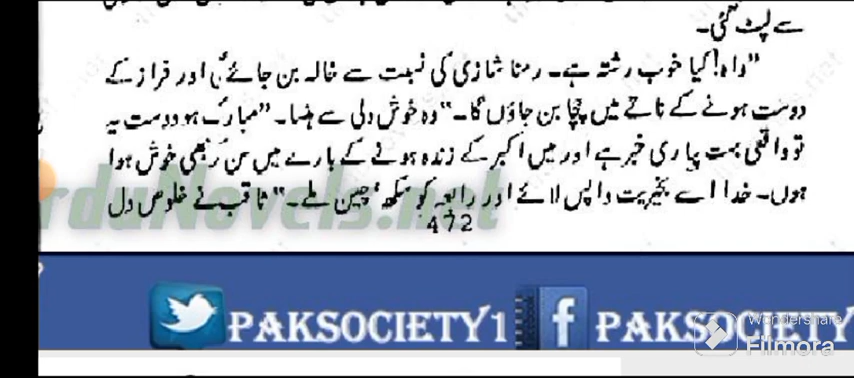 سے لپٹ گئی۔
"واہ! کیا خوب رشتہ ہے۔ رمنا شازی کی نسبت سے خالہ بن جائے گی اور فراز کے
دوست ہونے کے ناتے میں چچا بن جاؤں گا۔" وہ خوش دلی سے ہنسا۔ "مبارک ہو دوست یہ
تو واقعی بہت پیاری خبر ہے اور میں اکبر کے زندہ ہونے کے بارے میں سن کر بھی خوش ہوا
ہوں۔ خدا اسے بخیریت واپس لائے اور رابعہ کو سکھ' چین ملے۔" ثاقب نے خلوص دل
rduNovels.net
472
PAKSOCIETY1 f PAKSOCIETY
Wondershare
Filmora